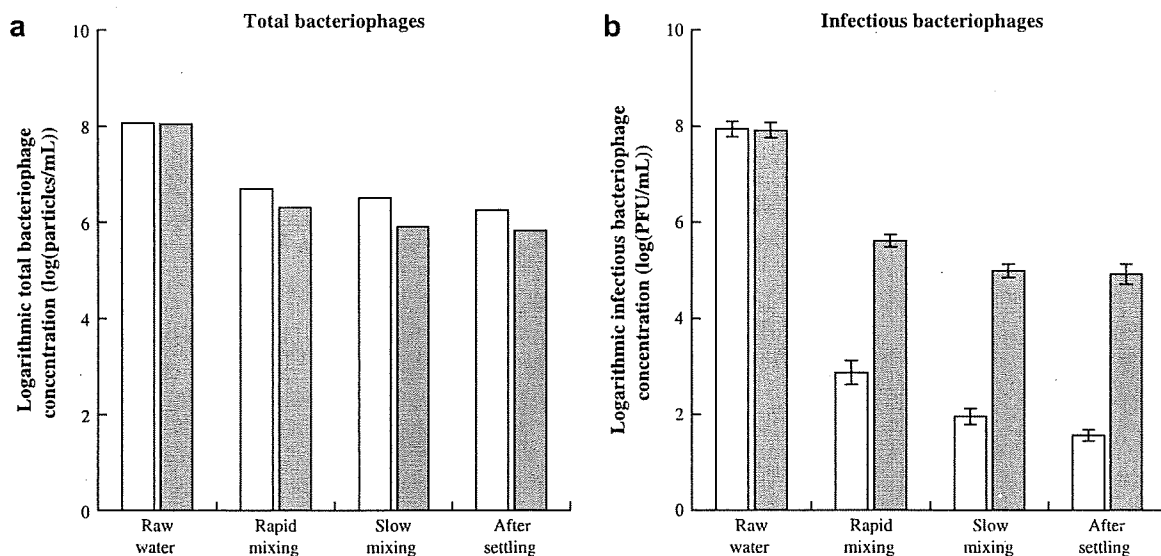 a
Total bacteriophages
Logarithmic total bacteriophage
concentration (log(particles/mL))
10
8
6
4
2
0
Raw
water
Rapid
mixing
Slow
mixing
After
settling
b
Infectious bacteriophages
Logarithmic infectious bacteriophage
concentration (log(PFU/mL))
10
8
6
4
2
0
Raw
water
Rapid
mixing
Slow
mixing
After
settling